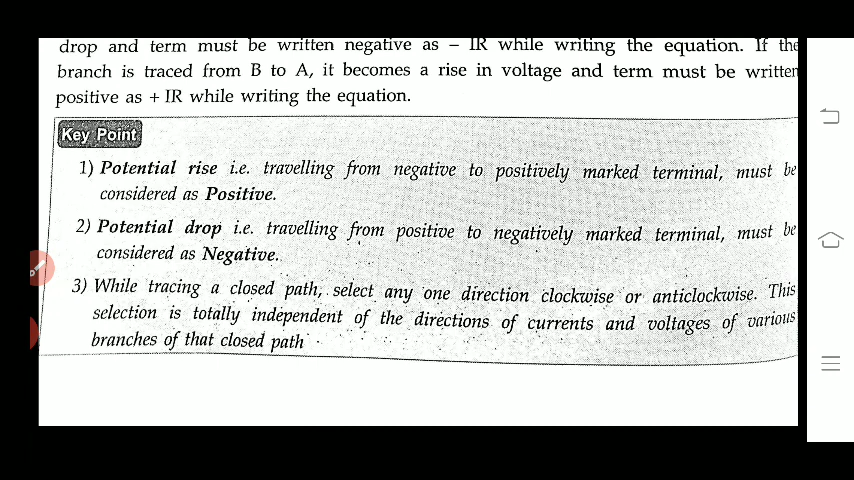 drop and term must be written negative as – IR while writing the equation. If the
branch is traced from B to A, it becomes a rise in voltage and term must be written
positive as + IR while writing the equation.
Key Point
1) Potential rise i.e. travelling from negative to positively marked terminal, must be
considered as Positive.
2) Potential drop i.e. travelling from positive to negatively marked terminal, must be
considered as Negative.
3) While tracing a closed path, select any one direction clockwise or anticlockwise. This
selection is totally independent of the directions of currents and voltages of various
branches of that closed path